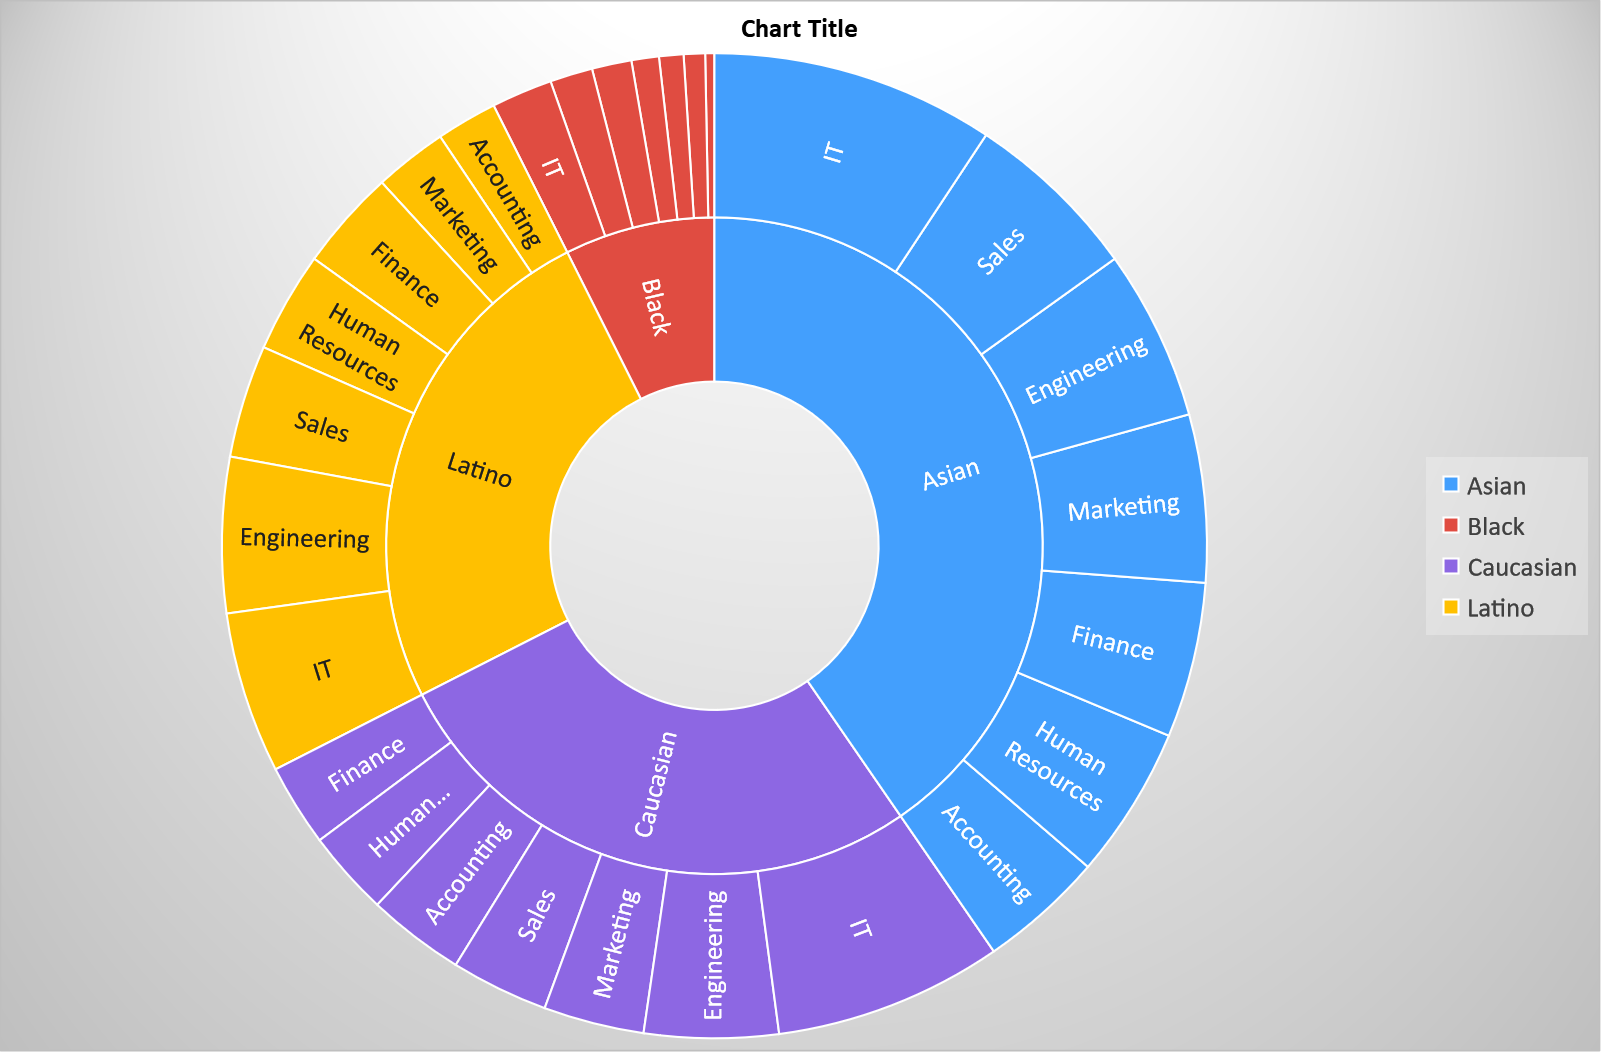 Chart Title
IT
Sales
Engineering
Marketing
Finance
Human
Resources
Accounting
Asian
IT
Engineering
Marketing
Sales
Accounting
Human...
Finance
Caucasian
IT
Engineering
Sales
Human
Resources
Finance
Marketing
Accounting
Latino
IT
Black
Asian
Black
Caucasian
Latino